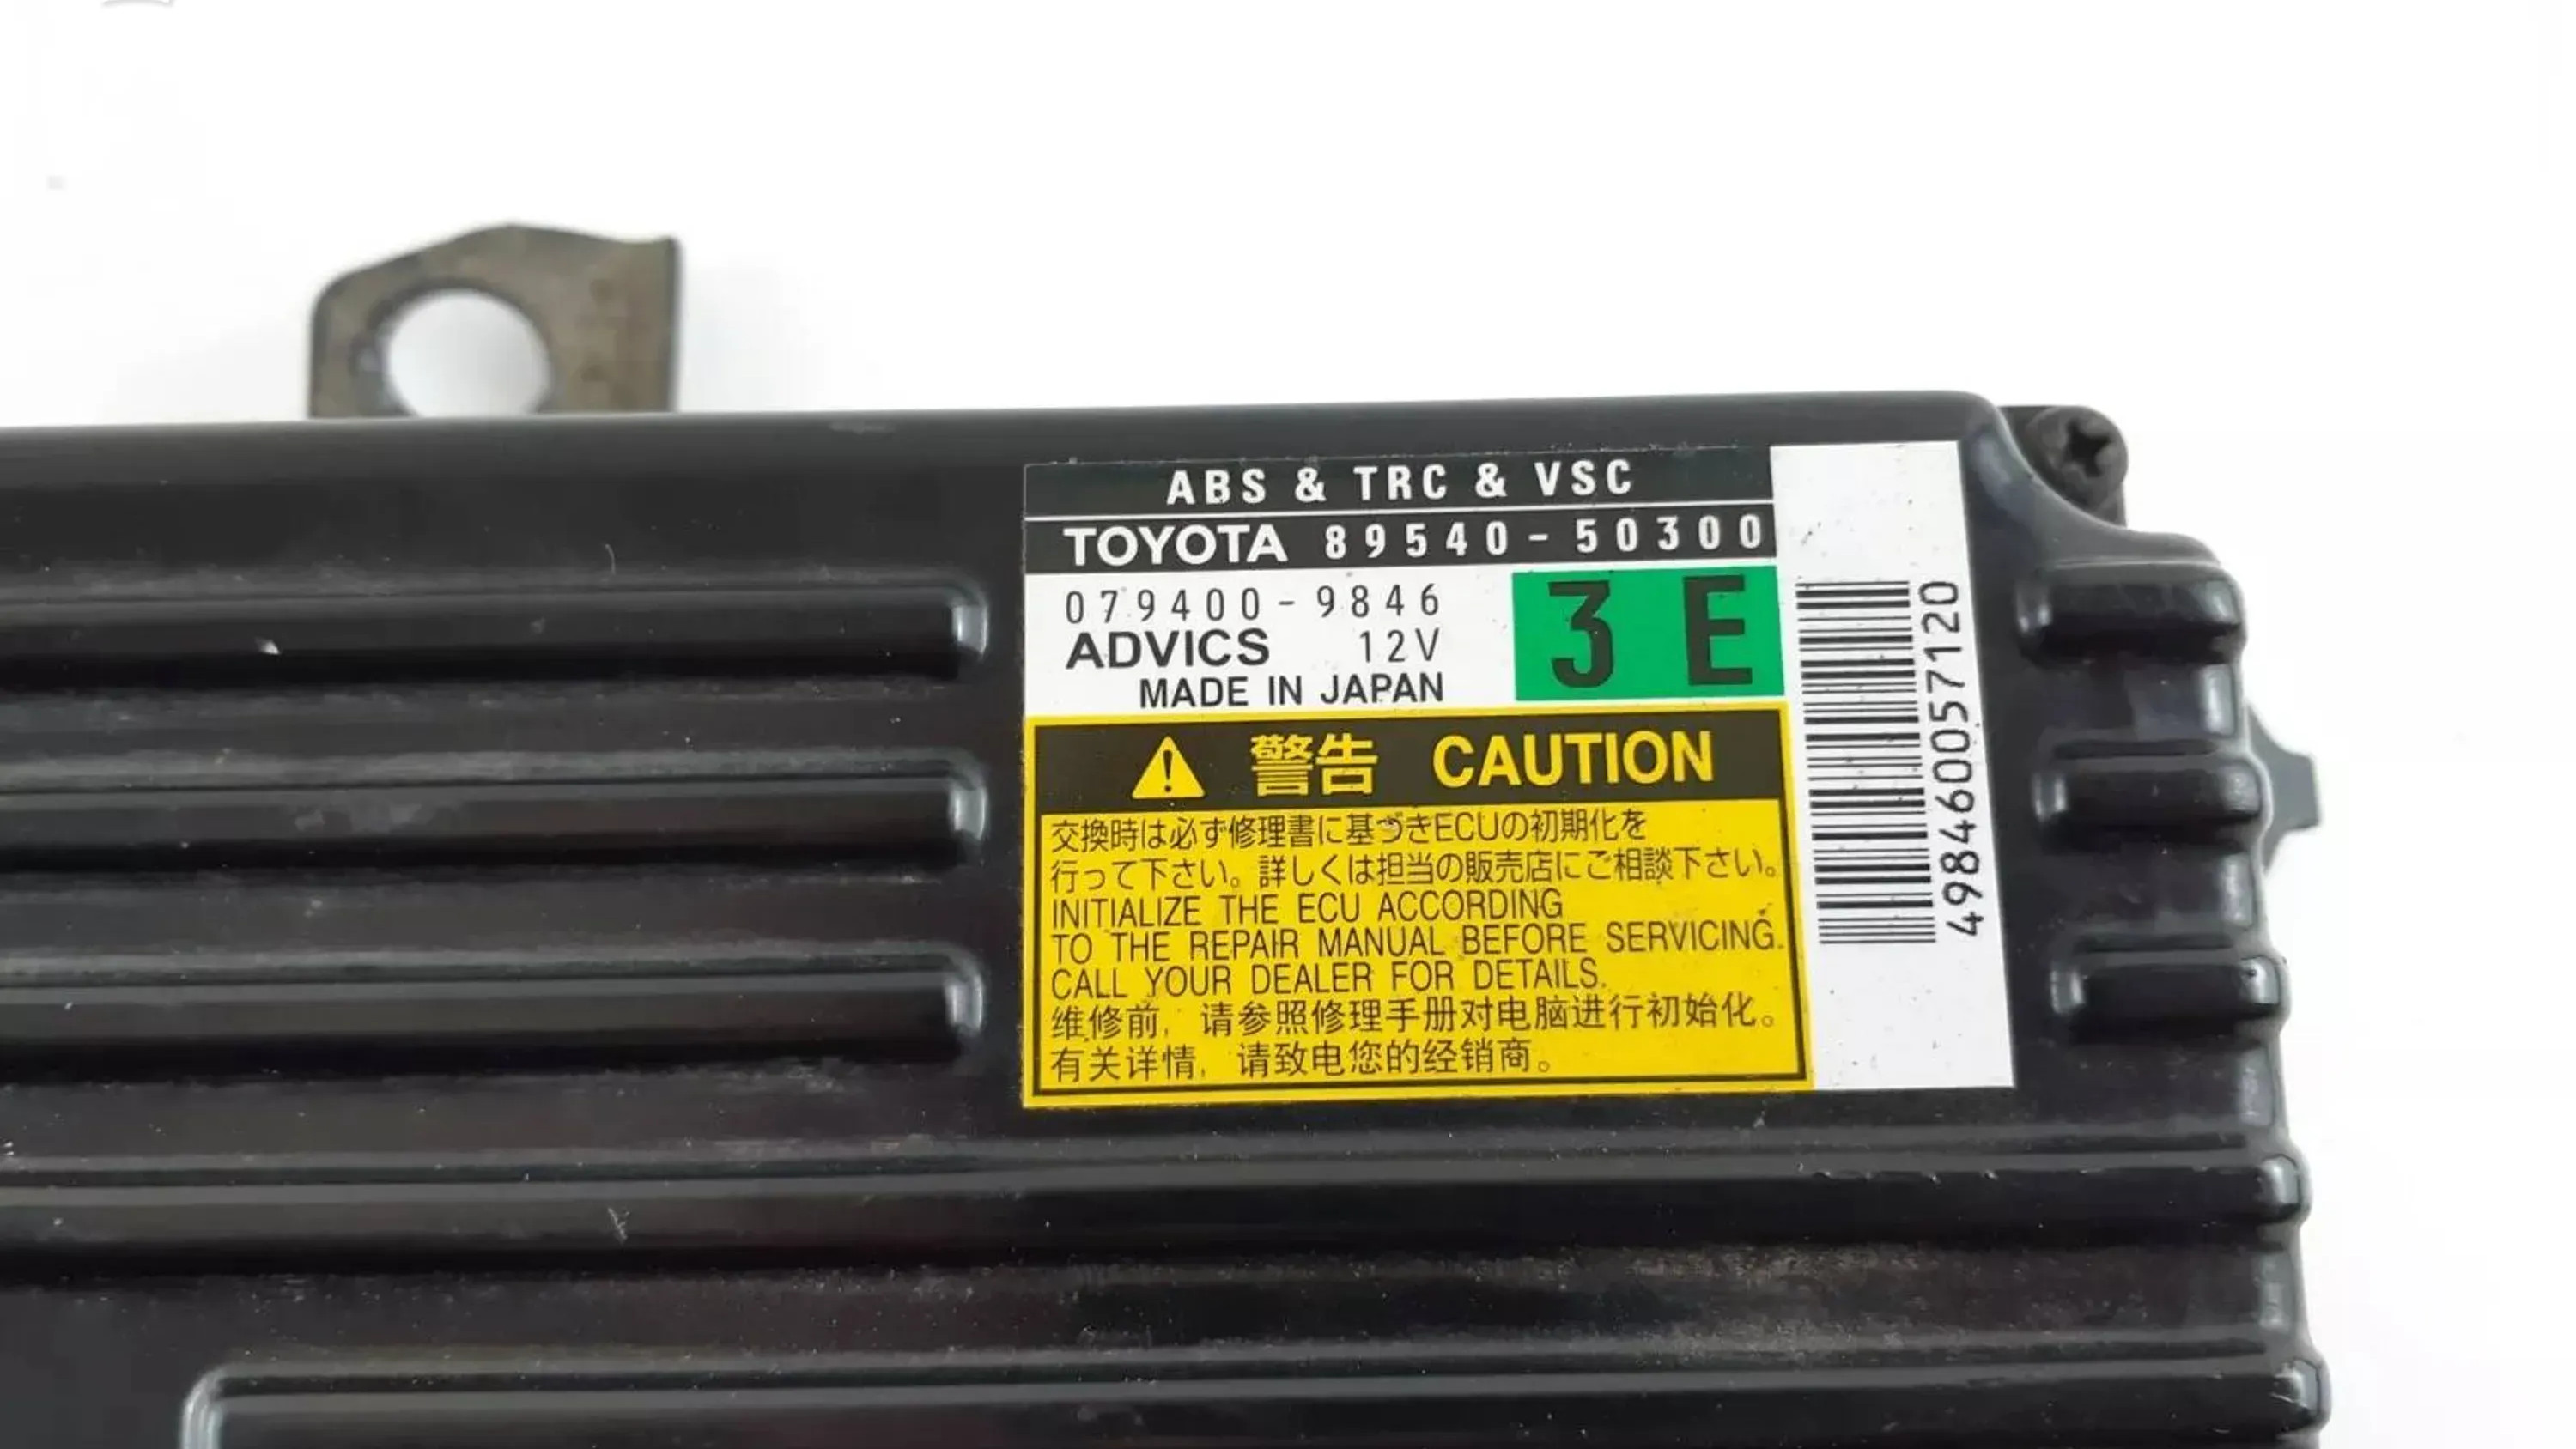 ABS & TRC & VSC
TOYOTA 89540-50300
079400-9846
ADVICS 12V
MADE IN JAPAN
3E
警告 CAUTION
交換時は必ず修理書に基づきECUの初期化を
行って下さい。詳しくは担当の販売店にご相談下さい。
INITIALIZE THE ECU ACCORDING
TO THE REPAIR MANUAL BEFORE SERVICING.
CALL YOUR DEALER FOR DETAILS.
维修前，请参照修理手册对电脑进行初始化。
有关详情，请致电您的经销商。
498460057120